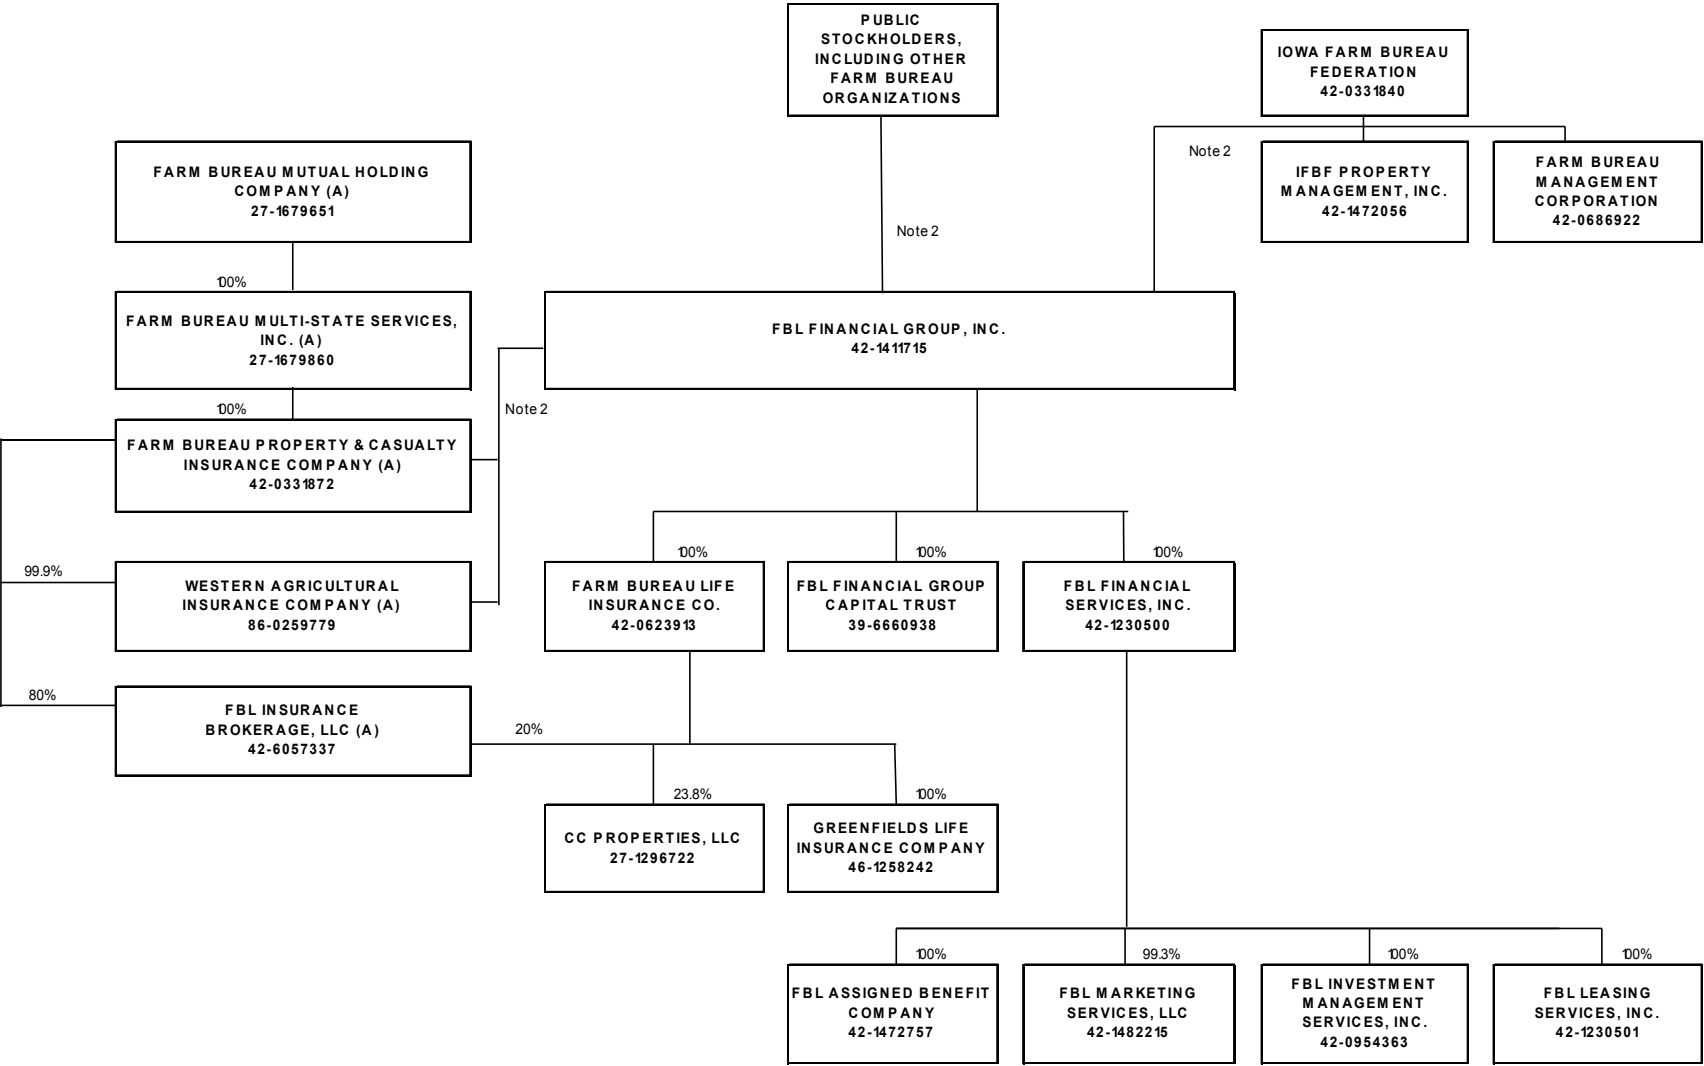 PUBLIC
STOCKHOLDERS,
INCLUDING OTHER
FARM BUREAU
ORGANIZATIONS
IOWA FARM BUREAU
FEDERATION
42-0331840
Note 2
IFBF PROPERTY
MANAGEMENT, INC.
42-1472056
FARM BUREAU
MANAGEMENT
CORPORATION
42-0686922
FARM BUREAU MUTUAL HOLDING
COMPANY (A)
27-1679651
Note 2
100%
FARM BUREAU MULTI-STATE SERVICES,
INC. (A)
27-1679860
FBL FINANCIAL GROUP, INC.
42-1411715
100%
Note 2
FARM BUREAU PROPERTY & CASUALTY
INSURANCE COMPANY (A)
42-0331872
99.9%
WESTERN AGRICULTURAL
INSURANCE COMPANY (A)
86-0259779
100%
FARM BUREAU LIFE
INSURANCE CO.
42-0623913
100%
FBL FINANCIAL GROUP
CAPITAL TRUST
39-6660938
100%
FBL FINANCIAL
SERVICES, INC.
42-1230500
80%
FBL INSURANCE
BROKERAGE, LLC (A)
42-6057337
20%
23.8%
CC PROPERTIES, LLC
27-1296722
100%
GREENFIELDS LIFE
INSURANCE COMPANY
46-1258242
100%
FBL ASSIGNED BENEFIT
COMPANY
42-1472757
99.3%
FBL MARKETING
SERVICES, LLC
42-1482215
100%
FBL INVESTMENT
MANAGEMENT
SERVICES, INC.
42-0954363
100%
FBL LEASING
SERVICES, INC.
42-1230501